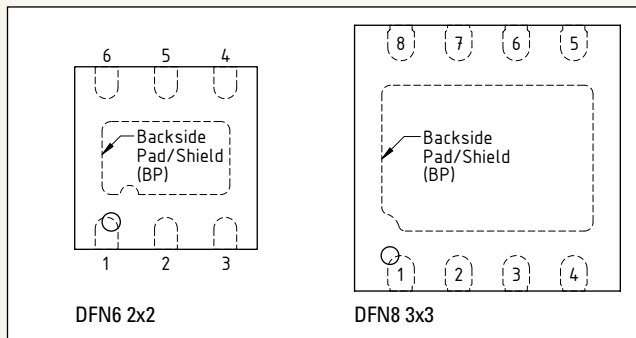 6 5 4
Backside
Pad/Shield
(BP)
1 2 3
DFN6 2x2
8 7 6 5
Backside
Pad/Shield
(BP)
1 2 3 4
DFN8 3x3